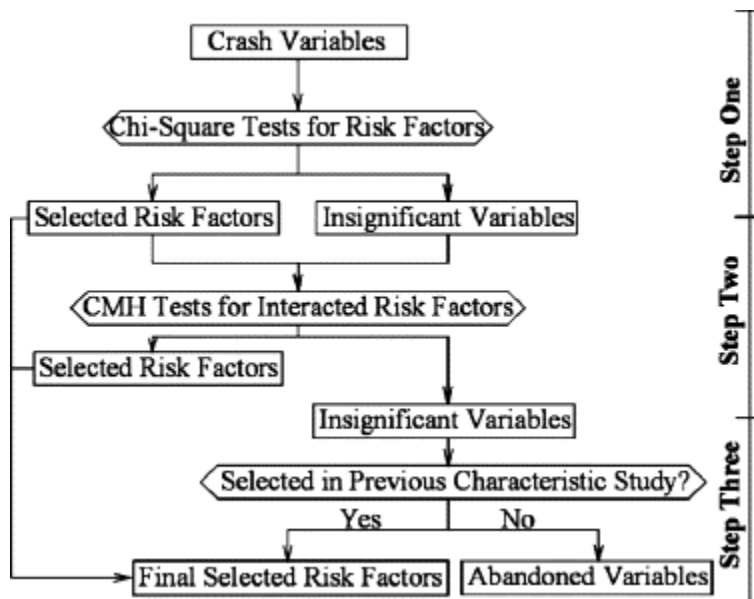 Crash Variables
Chi-Square Tests for Risk Factors
Selected Risk Factors
Insignificant Variables
CMH Tests for Interacted Risk Factors
Selected Risk Factors
Insignificant Variables
Selected in Previous Characteristic Study?
Yes
No
Final Selected Risk Factors
Abandoned Variables
Step One
Step Two
Step Three